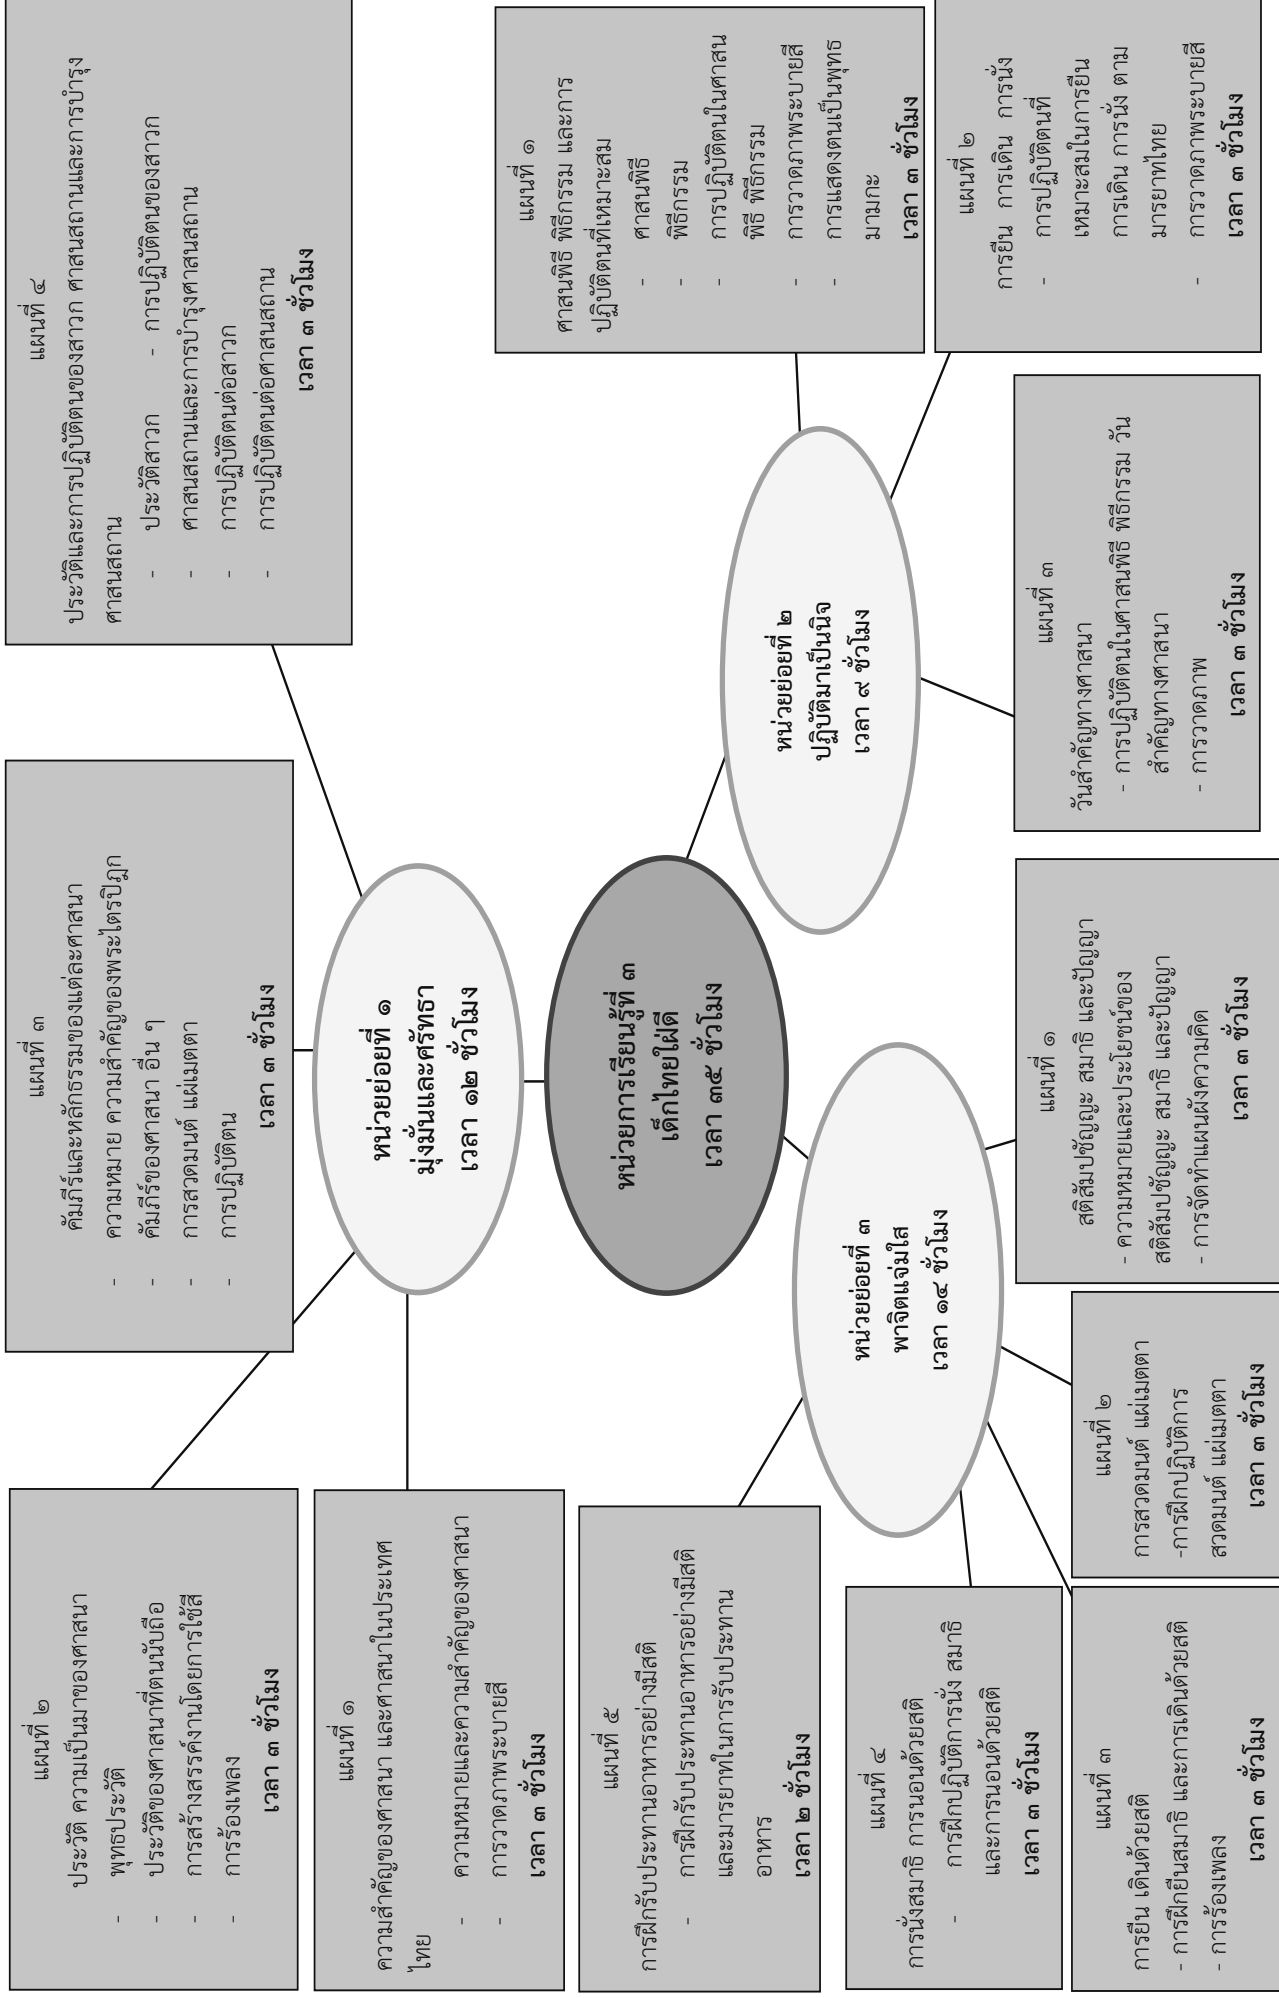 แผนที่ ๒
ประวัติ ความเป็นมาของศาสนา
- พุทธประวัติ
- ประวัติของศาสนาที่ตนนับถือ
- การสร้างสรรค์งานโดยการใช้สี
- การร้องเพลง
เวลา ๓ ชั่วโมง
แผนที่ ๓
คัมภีร์และหลักธรรมของแต่ละศาสนา
- ความหมาย ความสำคัญของพระไตรปิฎก
- คัมภีร์ของศาสนา อื่น ๆ
- การสวดมนต์ แผ่เมตตา
- การปฏิบัติตน
เวลา ๓ ชั่วโมง
แผนที่ ๔
ประวัติและการปฏิบัติตนของสาวก ศาสนสถานและการบำรุง
ศาสนสถาน
- ประวัติสาวก - การปฏิบัติตนของสาวก
- ศาสนสถานและการบำรุงศาสนสถาน
- การปฏิบัติตนต่อสาวก
- การปฏิบัติตนต่อศาสนสถาน
เวลา ๓ ชั่วโมง
แผนที่ ๑
ความสำคัญของศาสนา และศาสนาในประเทศ
ไทย
- ความหมายและความสำคัญของศาสนา
- การวาดภาพระบายสี
เวลา ๓ ชั่วโมง
หน่วยย่อยที่ ๑
มุ่งมั่นและศรัทธา
เวลา ๑๒ ชั่วโมง
หน่วยการเรียนรู้ที่ ๓
เด็กไทยใฝ่ดี
เวลา ๓๕ ชั่วโมง
หน่วยย่อยที่ ๒
ปฏิบัติมาเป็นนิจ
เวลา ๙ ชั่วโมง
แผนที่ ๑
ศาสนพิธี พิธีกรรม และการ
ปฏิบัติตนที่เหมาะสม
- ศาสนพิธี
- พิธีกรรม
- การปฏิบัติตนในศาสน
พิธี พิธีกรรม
- การวาดภาพระบายสี
- การแสดงตนเป็นพุทธ
มามกะ
เวลา ๓ ชั่วโมง
แผนที่ ๒
การยืน การเดิน การนั่ง
- การปฏิบัติตนที่
เหมาะสมในการยืน
การเดิน การนั่ง ตาม
มารยาทไทย
- การวาดภาพระบายสี
เวลา ๓ ชั่วโมง
แผนที่ ๓
วันสำคัญทางศาสนา
- การปฏิบัติตนในศาสนพิธี พิธีกรรม วัน
สำคัญทางศาสนา
- การวาดภาพ
เวลา ๓ ชั่วโมง
หน่วยย่อยที่ ๓
พาจิตแจ่มใส
เวลา ๑๔ ชั่วโมง
แผนที่ ๑
สติสัมปชัญญะ สมาธิ และปัญญา
- ความหมายและประโยชน์ของ
สติสัมปชัญญะ สมาธิ และปัญญา
- การจัดทำแผนผังความคิด
เวลา ๓ ชั่วโมง
แผนที่ ๒
การสวดมนต์ แผ่เมตตา
-การฝึกปฏิบัติการ
สวดมนต์ แผ่เมตตา
เวลา ๓ ชั่วโมง
แผนที่ ๓
การยืน เดินด้วยสติ
- การฝึกยืนสมาธิ และการเดินด้วยสติ
- การร้องเพลง
เวลา ๓ ชั่วโมง
แผนที่ ๔
การนั่งสมาธิ การนอนด้วยสติ
- การฝึกปฏิบัติการนั่ง สมาธิ
และการนอนด้วยสติ
เวลา ๓ ชั่วโมง
แผนที่ ๕
การฝึกรับประทานอาหารอย่างมีสติ
- การฝึกรับประทานอาหารอย่างมีสติ
และมารยาทในการรับประทาน
อาหาร
เวลา ๒ ชั่วโมง